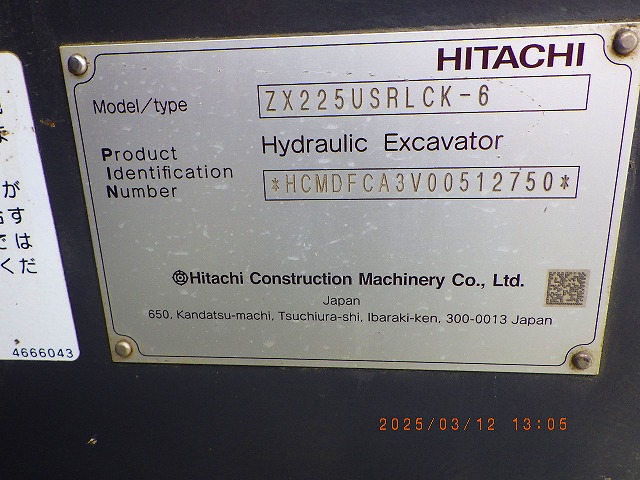 HITACHI
Model/type ZX225USRLCK-6
Hydraulic Excavator
Product
Identification
Number
*HCMDFCA3V00512750*
Hitachi Construction Machinery Co., Ltd.
Japan
650, Kandatsu-machi, Tsuchiura-shi, Ibaraki-ken, 300-0013 Japan
が
右す
では
くだ
4666043
2025/03/12 13:05